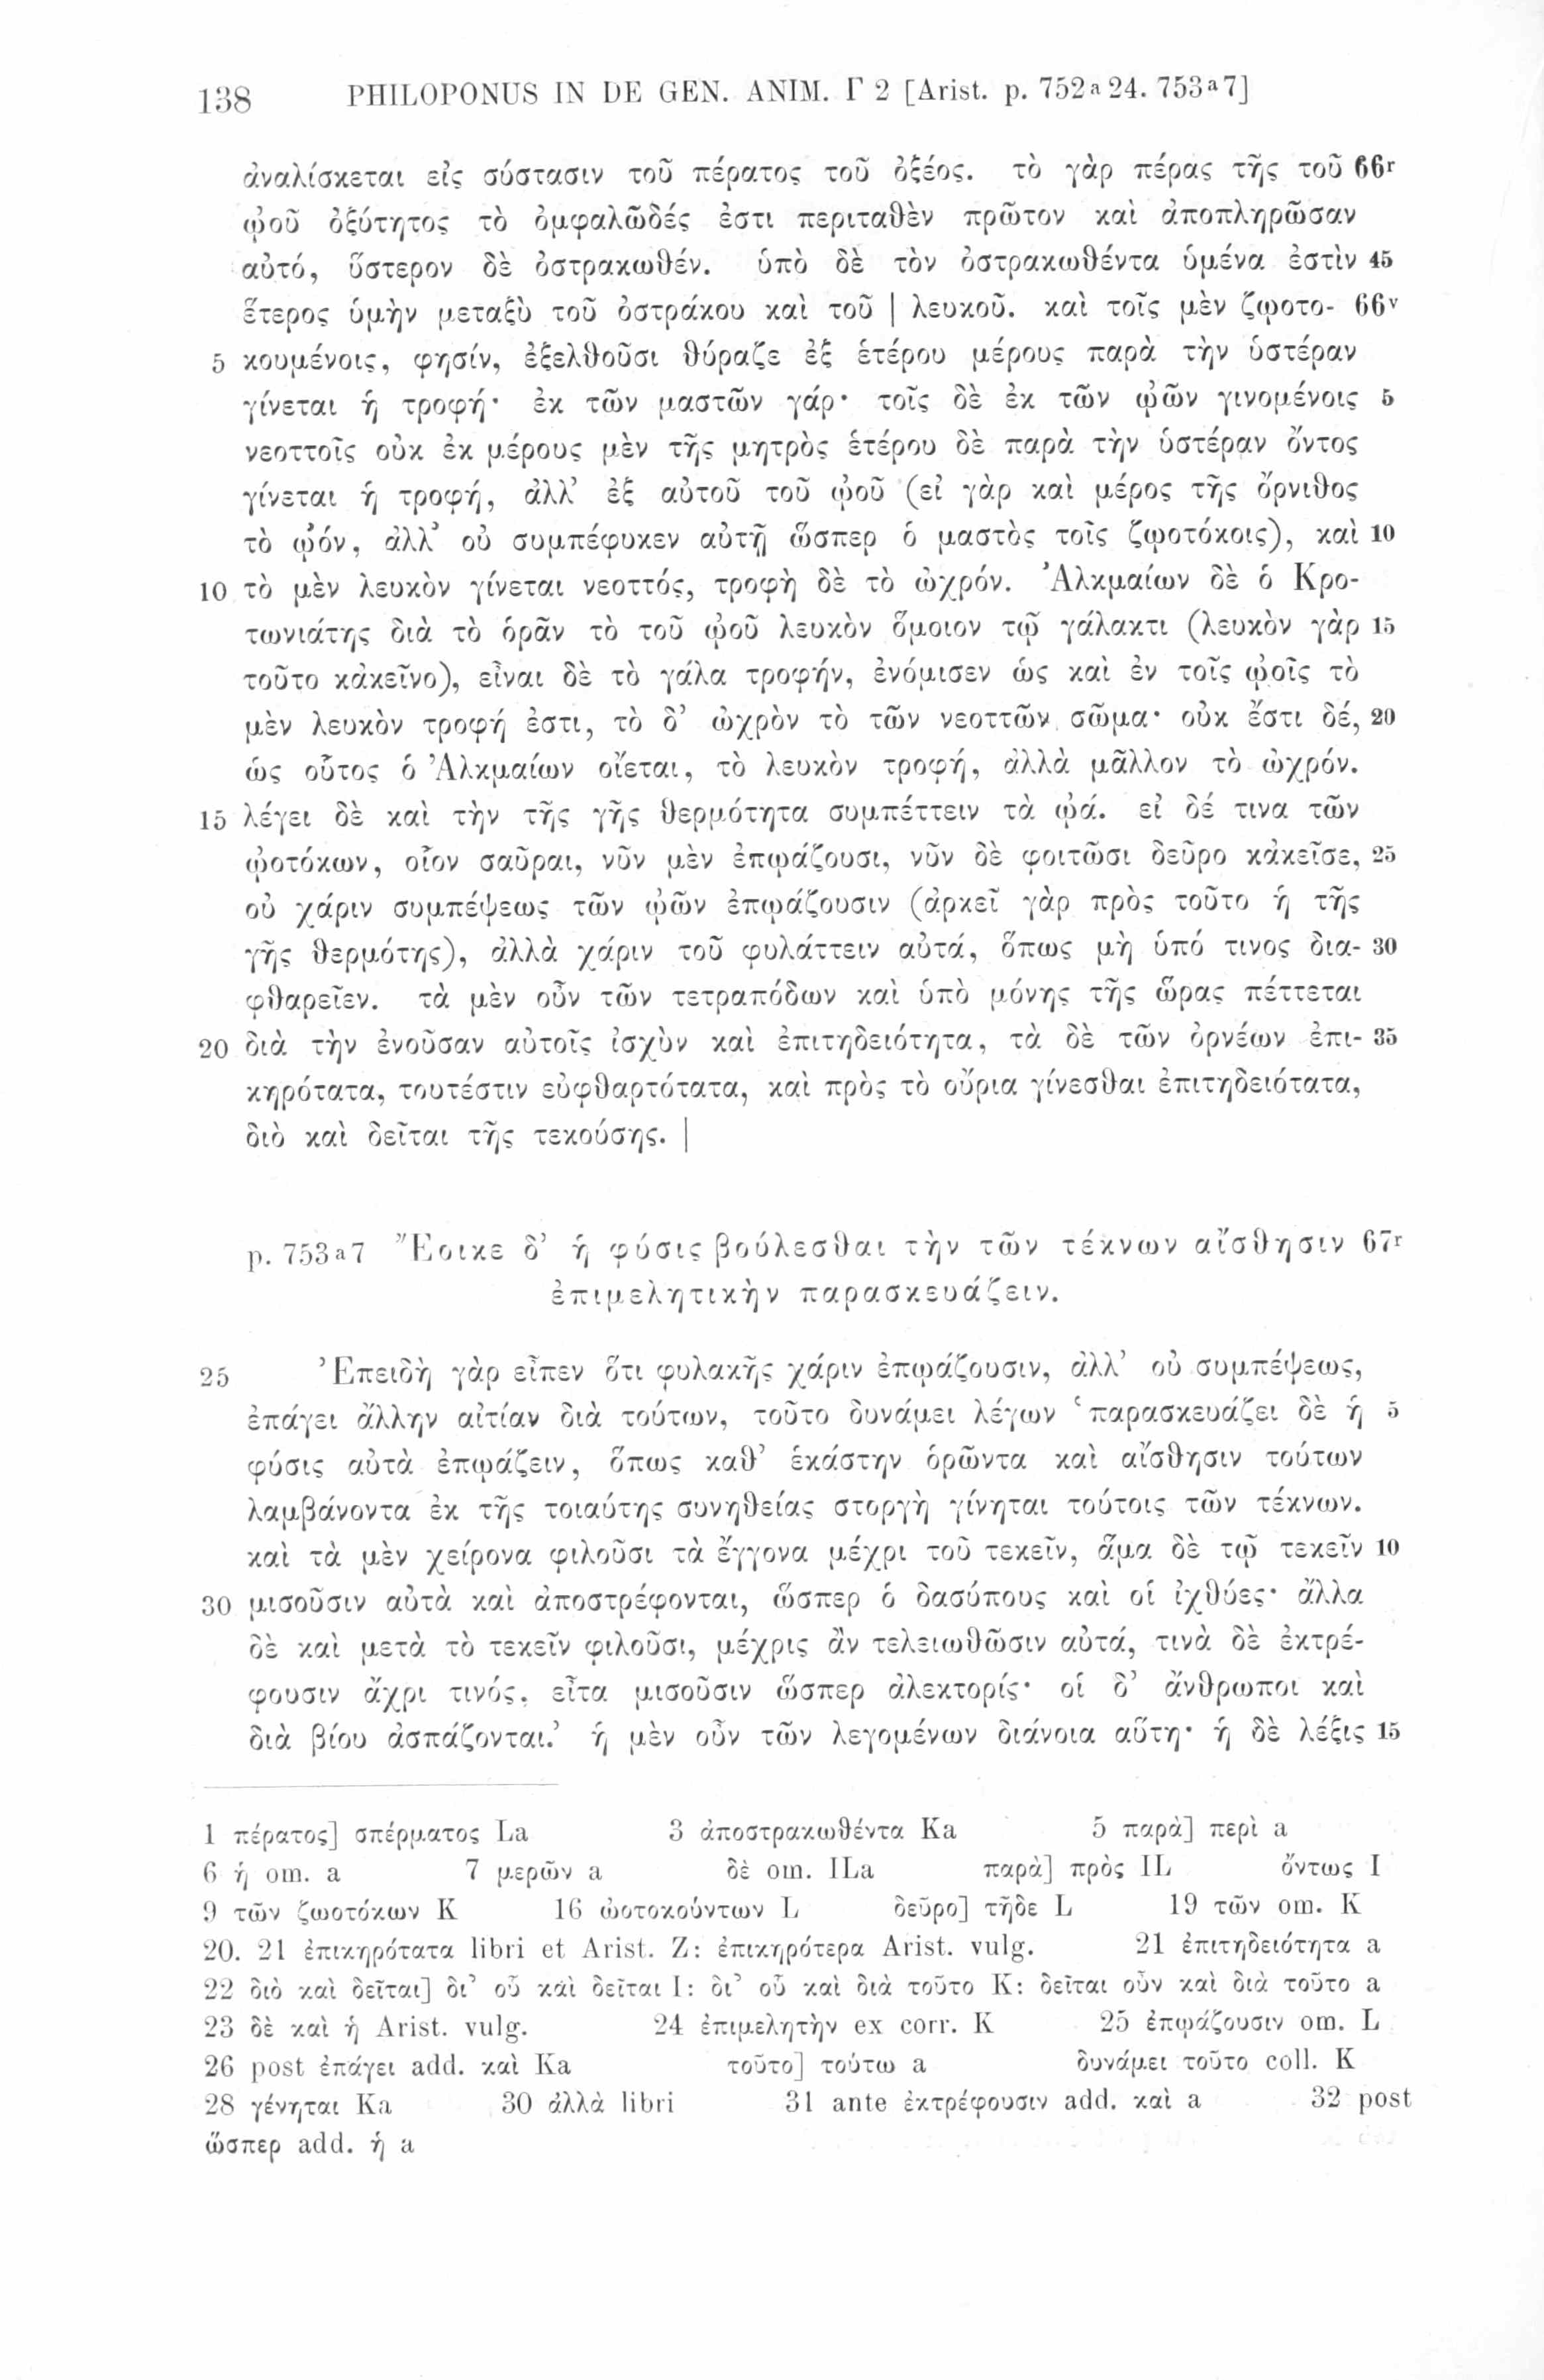 138 PHILOPONUS IN DE GEN. ANIM. Γ 2 [Arist. p. 752a24. 753a7]
ἀναλίσκεται εἰς σύστασιν τοῦ πέρατος τοῦ ὀξέος. τὸ γὰρ πέρας τῆς τοῦ 66r
ᾠοῦ ὀξύτητος τὸ ὀμφαλῶδές ἐστι περιταθὲν πρῶτον καὶ ἀποπληρῶσαν
αὐτό, ὕστερον δὲ ὀστρακωθέν. ὑπὸ δὲ τὸν ὀστρακωθέντα ὑμένα ἐστὶν 45
ἕτερος ὑμὴν μεταξὺ τοῦ ὀστράκου καὶ τοῦ | λευκοῦ. καὶ τοῖς μὲν ζῳοτο- 66v
5 κουμένοις, φησίν, ἐξελθοῦσι θύραζε ἐξ ἑτέρου μέρους παρὰ τὴν ὑστέραν
γίνεται ἡ τροφή· ἐκ τῶν μαστῶν γάρ· τοῖς δὲ ἐκ τῶν ᾠῶν γινομένοις 5
νεοττοῖς οὐκ ἐκ μέρους μὲν τῆς μητρὸς ἑτέρου δὲ παρὰ τὴν ὑστέραν ὄντος
γίνεται ἡ τροφή, ἀλλ’ ἐξ αὐτοῦ τοῦ ᾠοῦ (εἰ γὰρ καὶ μέρος τῆς ὄρνιθος
τὸ ᾠόν, ἀλλ’ οὐ συμπέφυκεν αὐτῇ ὥσπερ ὁ μαστὸς τοῖς ζῳοτόκοις), καὶ 10
10 τὸ μὲν λευκὸν γίνεται νεοττός, τροφὴ δὲ τὸ ὠχρόν. Ἀλκμαίων δὲ ὁ Κρο-
τωνιάτης διὰ τὸ ὁρᾶν τὸ τοῦ ᾠοῦ λευκὸν ὅμοιον τῷ γάλακτι (λευκὸν γὰρ 15
τοῦτο κἀκεῖνο), εἶναι δὲ τὸ γάλα τροφήν, ἐνόμισεν ὡς καὶ ἐν τοῖς ᾠοῖς τὸ
μὲν λευκὸν τροφή ἐστι, τὸ δ’ ὠχρὸν τὸ τῶν νεοττῶν σῶμα· οὐκ ἔστι δέ, 20
ὡς οὗτος ὁ Ἀλκμαίων οἴεται, τὸ λευκὸν τροφή, ἀλλὰ μᾶλλον τὸ ὠχρόν.
15 λέγει δὲ καὶ τὴν τῆς γῆς θερμότητα συμπέττειν τὰ ᾠά. εἰ δέ τινα τῶν
ᾠοτόκων, οἷον σαῦραι, νῦν μὲν ἐπῳάζουσι, νῦν δὲ φοιτῶσι δεῦρο κἀκεῖσε, 25
οὐ χάριν συμπέψεως τῶν ᾠῶν ἐπῳάζουσιν (ἀρκεῖ γὰρ πρὸς τοῦτο ἡ τῆς
γῆς θερμότης), ἀλλὰ χάριν τοῦ φυλάττειν αὐτά, ὅπως μὴ ὑπό τινος δια- 30
φθαρεῖεν. τὰ μὲν οὖν τῶν τετραπόδων καὶ ὑπὸ μόνης τῆς ὥρας πέττεται
20 διὰ τὴν ἐνοῦσαν αὐτοῖς ἰσχὺν καὶ ἐπιτηδειότητα, τὰ δὲ τῶν ὀρνέων ἐπι- 35
κηρότατα, τουτέστιν εὐφθαρτότατα, καὶ πρὸς τὸ οὔρια γίνεσθαι ἐπιτηδειότατα,
διὸ καὶ δεῖται τῆς τεκούσης. |
p. 753a7 Ἔοικε δ’ ἡ φύσις βούλεσθαι τὴν τῶν τέκνων αἴσθησιν 67r
ἐπιμελητικὴν παρασκευάζειν.
25 Ἐπειδὴ γὰρ εἶπεν ὅτι φυλακῆς χάριν ἐπῳάζουσιν, ἀλλ’ οὐ συμπέψεως,
ἐπάγει ἄλλην αἰτίαν διὰ τούτων, τοῦτο δυνάμει λέγων ‘παρασκευάζει δὲ ἡ 5
φύσις αὐτὰ ἐπῳάζειν, ὅπως καθ’ ἑκάστην ὁρῶντα καὶ αἴσθησιν τούτων
λαμβάνοντα ἐκ τῆς τοιαύτης συνηθείας στοργὴ γίνηται τούτοις τῶν τέκνων.
καὶ τὰ μὲν χείρονα φιλοῦσι τὰ ἔγγονα μέχρι τοῦ τεκεῖν, ἅμα δὲ τῷ τεκεῖν 10
30 μισοῦσιν αὐτὰ καὶ ἀποστρέφονται, ὥσπερ ὁ δασύπους καὶ οἱ ἰχθύες· ἄλλα
δὲ καὶ μετὰ τὸ τεκεῖν φιλοῦσι, μέχρις ἂν τελειωθῶσιν αὐτά, τινὰ δὲ ἐκτρέ-
φουσιν ἄχρι τινός, εἶτα μισοῦσιν ὥσπερ ἀλεκτορίς· οἱ δ’ ἄνθρωποι καὶ
διὰ βίου ἀσπάζονται.’ ἡ μὲν οὖν τῶν λεγομένων διάνοια αὕτη· ἡ δὲ λέξις 15
1 πέρατος] σπέρματος La 3 ἀποστρακωθέντα Ka 5 παρὰ] περὶ a
6 ἡ om. a 7 μερῶν a δὲ om. ILa παρὰ] πρὸς IL ὄντως I
9 τῶν ζωοτόκων K 16 ὠοτοκούντων L δεῦρο] τῇδε L 19 τῶν om. K
20. 21 ἐπικηρότατα libri et Arist. Z: ἐπικηρότερα Arist. vulg. 21 ἐπιτηδειότητα a
22 διὸ καὶ δεῖται] δι’ οὗ καὶ δεῖται I: δι’ οὗ καὶ διὰ τοῦτο K: δεῖται οὖν καὶ διὰ τοῦτο a
23 δὲ καὶ ἡ Arist. vulg. 24 ἐπιμελητὴν ex corr. K 25 ἐπῳάζουσιν om. L
26 post ἐπάγει add. καὶ Ka τοῦτο] τούτω a δυνάμει τοῦτο coll. K
28 γένηται Ka 30 ἀλλὰ libri 31 ante ἐκτρέφουσιν add. καὶ a 32 post
ὥσπερ add. ἡ a